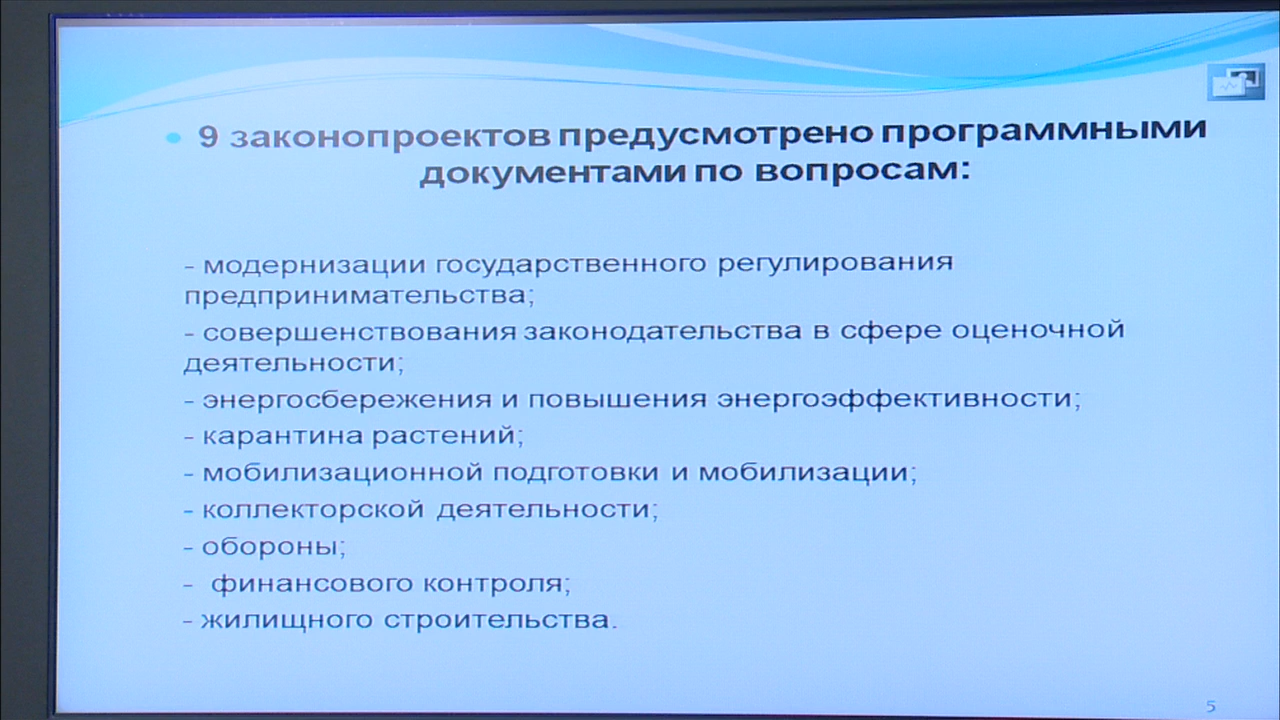 • 9 законопроектов предусмотрено программными
документами по вопросам:
- модернизации государственного регулирования
предпринимательства;
- совершенствования законодательства в сфере оценочной
деятельности;
- энергосбережения и повышения энергоэффективности;
- карантина растений;
- мобилизационной подготовки и мобилизации;
- коллекторской деятельности;
- обороны;
- финансового контроля;
- жилищного строительства.
5